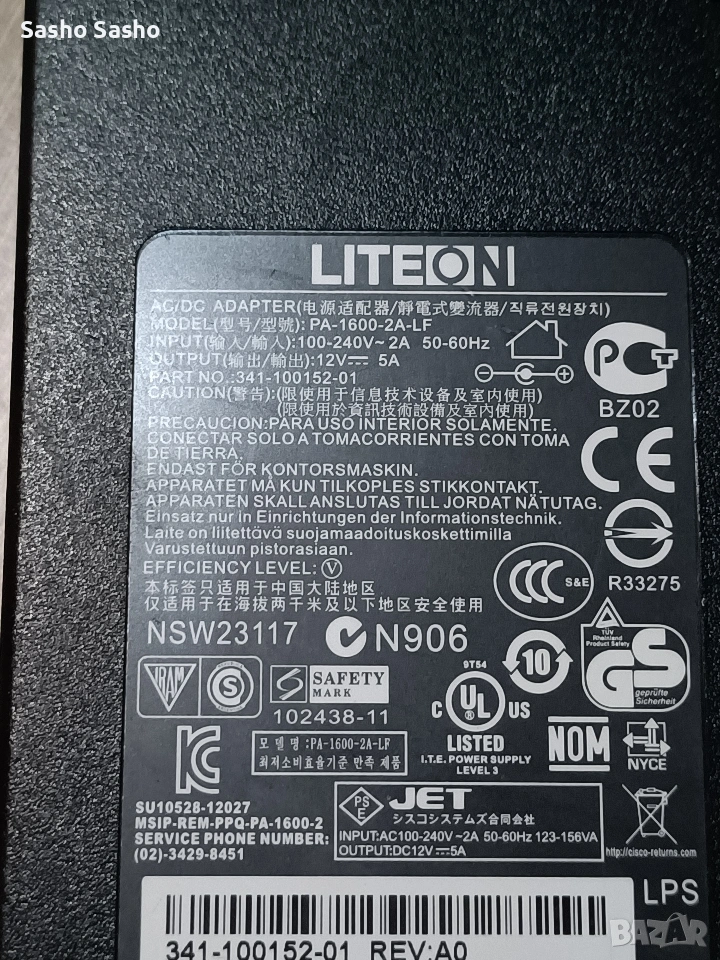 Sasho Sasho
LITEON
AC/DC ADAPTER(电源适配器/靜電式變流器/직류전원장치)
MODEL(型号/型號): PA-1600-2A-LF
INPUT(输入/輸入):100-240V~2A 50-60Hz
OUTPUT(输出/輸出):12V⎓ 5A
PART NO.:341-100152-01
CAUTION(警告):(限使用于信息技术设备及室内使用)
(限使用於資訊技術設備及室內使用)
PRECAUCION:PARA USO INTERIOR SOLAMENTE.
CONECTAR SOLO A TOMACORRIENTES CON TOMA
DE TIERRA.
ENDAST FÖR KONTORSMASKIN.
APPARATET MÅ KUN TILKOPLES STIKKONTAKT.
APPARATEN SKALL ANSLUTAS TILL JORDAT NÄTUTAG.
Einsatz nur in Einrichtungen der Informationstechnik.
Laite on liitettävä suojamaadoituskoskettimilla
Varustettuun pistorasiaan.
EFFICIENCY LEVEL: V
本标签只适用于中国大陆地区
仅适用于在海拔两千米及以下地区安全使用
PCT
BZ02
CE
R33275
CCC S&E
NSW23117 N906
10
TÜV
Rheinland
Product Safety
GS
geprüfte
Sicherheit
IRAM
S
S SAFETY
MARK
102438-11
9T54
c UL US
LISTED
I.T.E. POWER SUPPLY
LEVEL 3
NOM
NYCE
모 델 명 :PA-1600-2A-LF
최저소비효율기준 만족 제품
SU10528-12027
MSIP-REM-PPQ-PA-1600-2
SERVICE PHONE NUMBER:
(02)-3429-8451
PS
E
JET
シスコシステムズ合同会社
INPUT:AC100-240V~2A 50-60Hz 123-156VA
OUTPUT:DC12V⎓5A
http://cisco-returns.com
LPS
341-100152-01 REV:A0
BAZAR